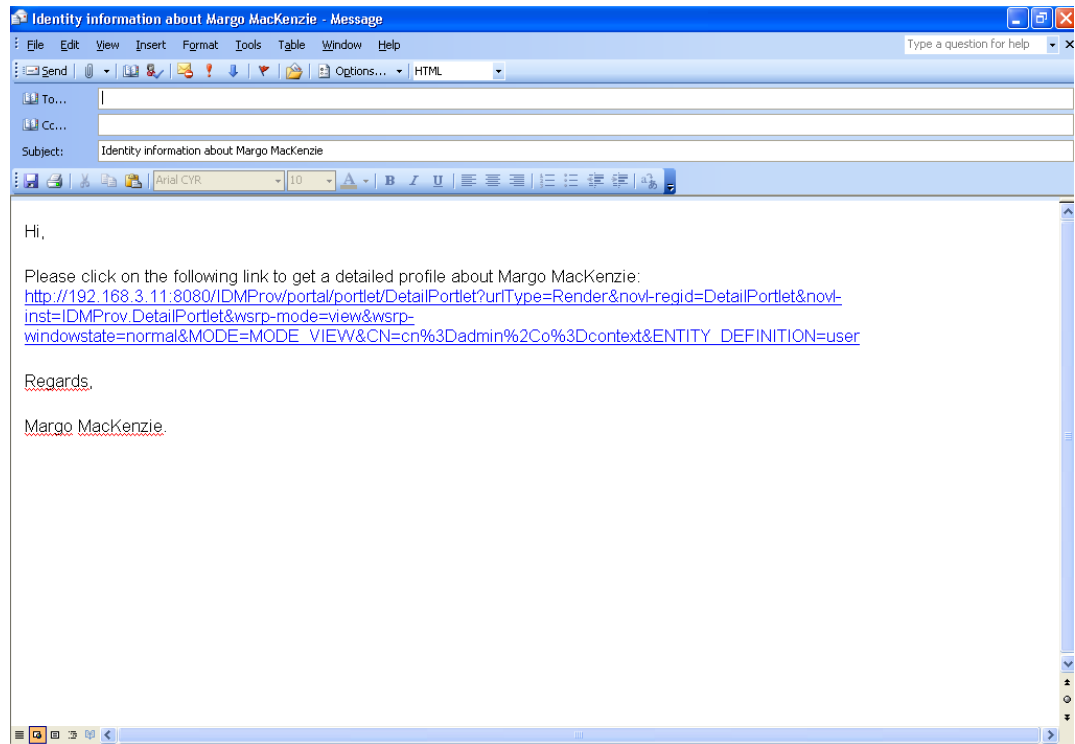 Identity information about Margo MacKenzie - Message
File Edit View Insert Format Tools Table Window Help Type a question for help
Send Options... HTML
To...
Cc...
Subject: Identity information about Margo MacKenzie
Arial CYR 10 A B I U
Hi,
Please click on the following link to get a detailed profile about Margo MacKenzie:
http://192.168.3.11:8080/IDMProv/portal/portlet/DetailPortlet?urlType=Render&novl-regid=DetailPortlet&novl-
inst=IDMProv.DetailPortlet&wsrp-mode=view&wsrp-
windowstate=normal&MODE=MODE_VIEW&CN=cn%3Dadmin%2Co%3Dcontext&ENTITY_DEFINITION=user
Regards,
Margo MacKenzie.